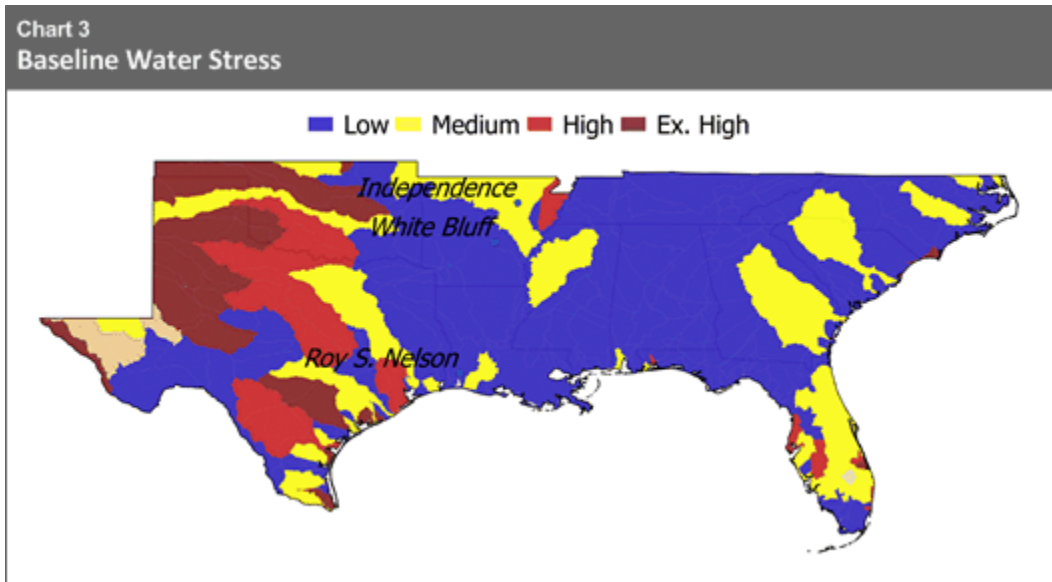 Chart 3
Baseline Water Stress
Low Medium High Ex. High
Independence
White Bluff
Roy S. Nelson